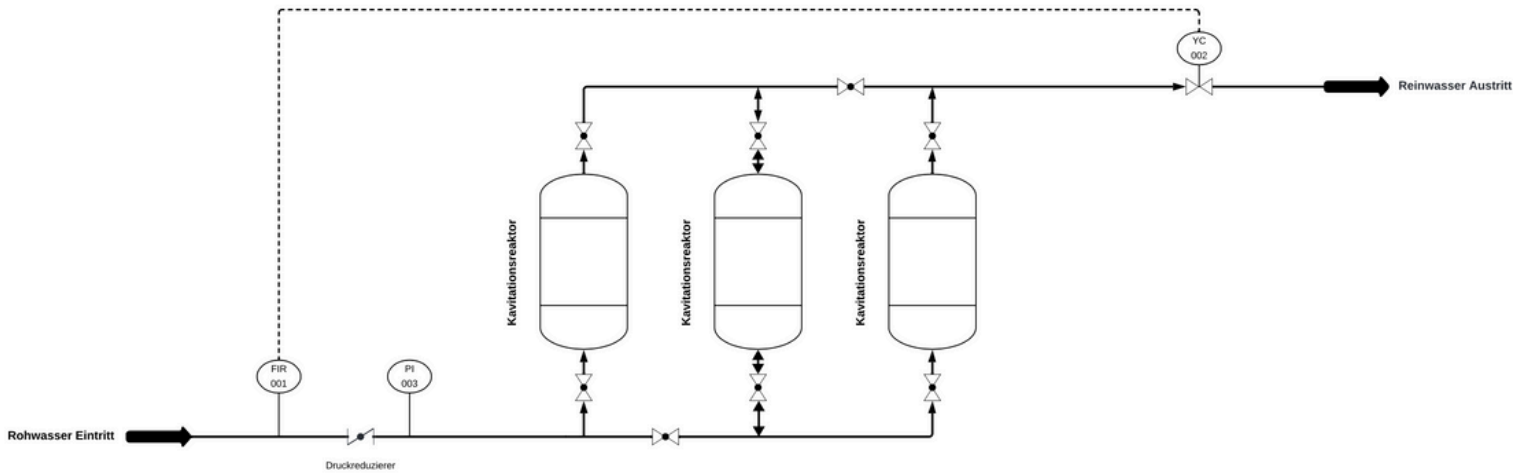 YC
002
Reinwasser Austritt
Kavitationsreaktor
Kavitationsreaktor
Kavitationsreaktor
FIR
001
PI
003
Rohwasser Eintritt
Druckreduzierer